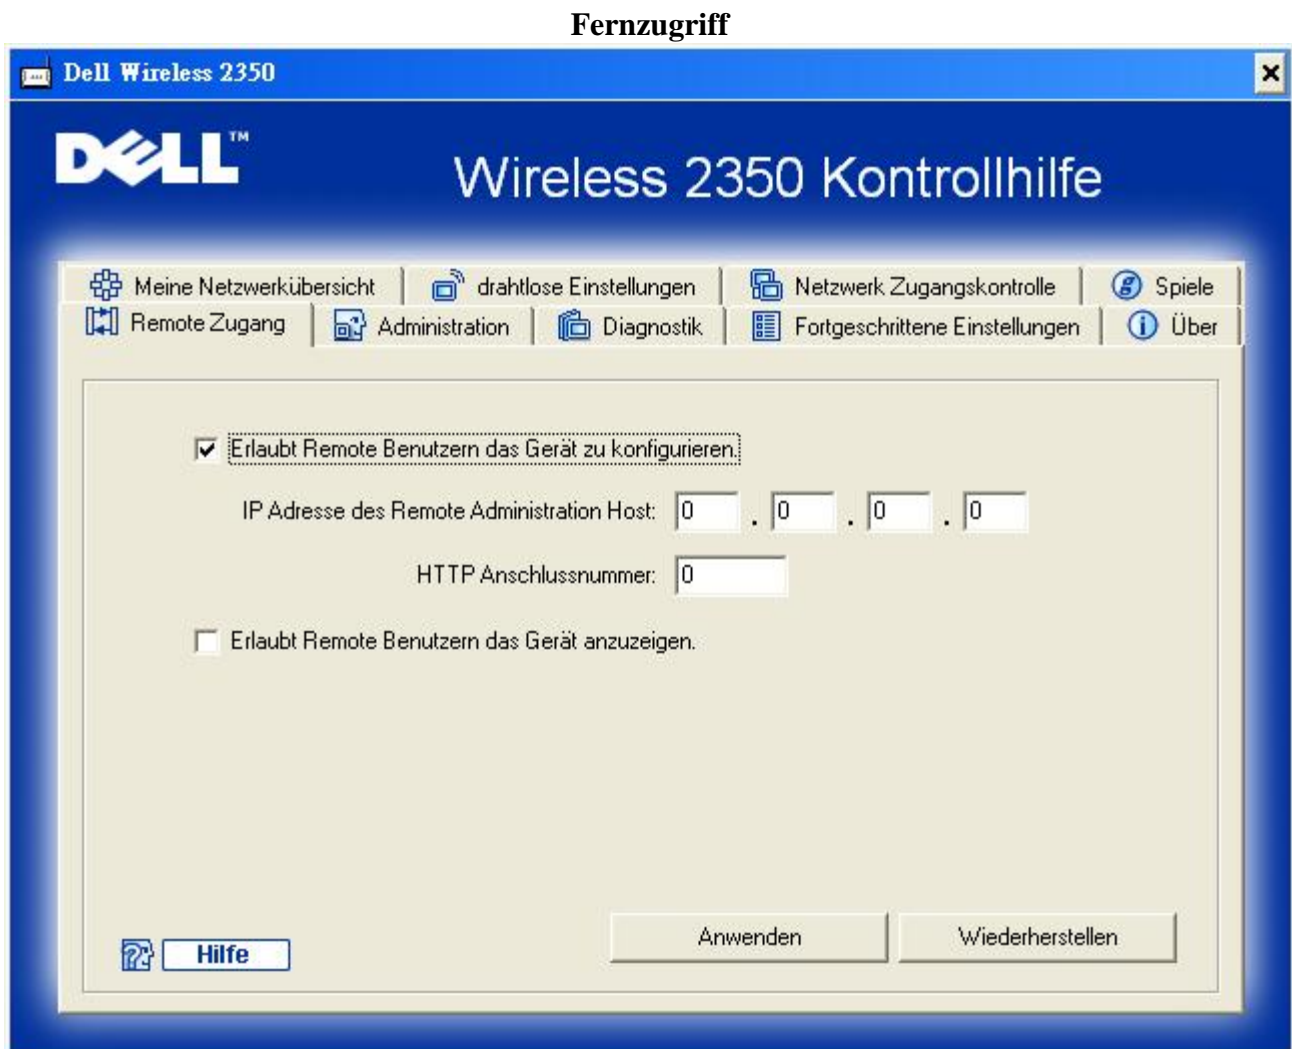 Fernzugriff
Dell Wireless 2350
DELL™
Wireless 2350 Kontrollhilfe
Meine Netzwerkübersicht drahtlose Einstellungen Netzwerk Zugangskontrolle Spiele
Remote Zugang Administration Diagnostik Fortgeschrittene Einstellungen Über
Erlaubt Remote Benutzern das Gerät zu konfigurieren.
IP Adresse des Remote Administration Host: 0 . 0 . 0 . 0
HTTP Anschlussnummer: 0
Erlaubt Remote Benutzern das Gerät anzuzeigen.
Anwenden Wiederherstellen
Hilfe